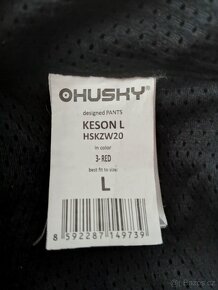 HUSKY
designed PANTS
KESON L
HSKZW20
in color
3- RED
best fit to size:
L
8 592287 149739